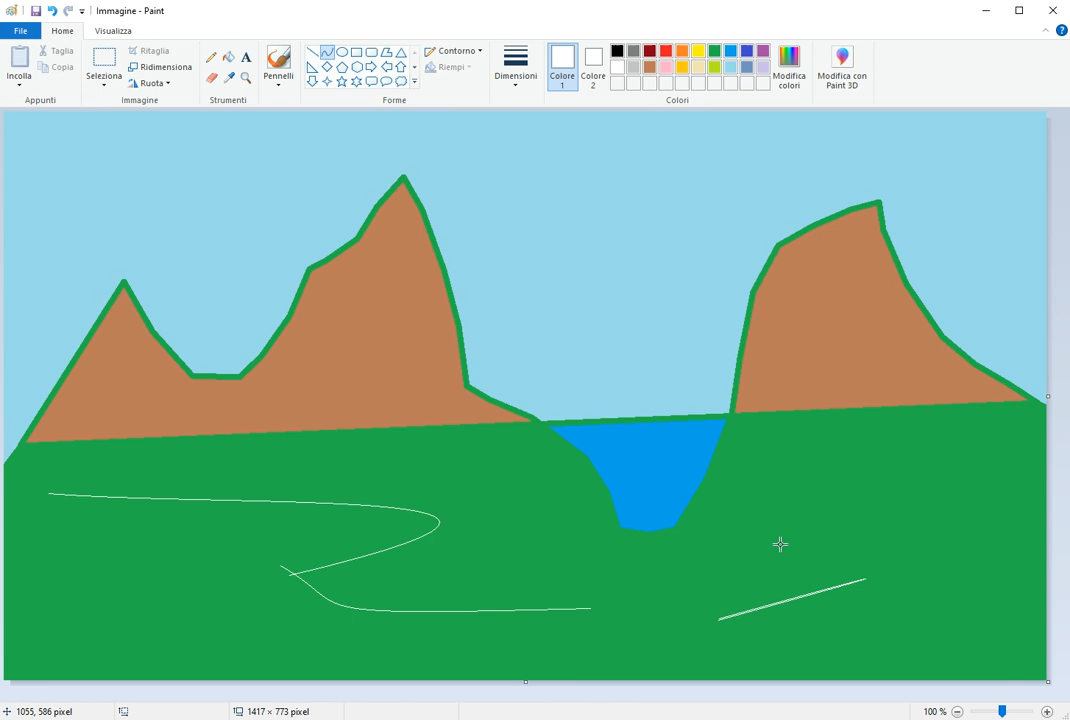 Immagine - Paint
File Home Visualizza
Incolla
Taglia
Copia
Appunti
Seleziona
Ritaglia
Ridimensiona
Ruota
Immagine
A
Strumenti
Pennelli
Contorno
Riempi
Forme
Dimensioni
Colore 1
Colore 2
Modifica colori
Colori
Modifica con Paint 3D
?
1055, 586 pixel
1417 × 773 pixel
100 %